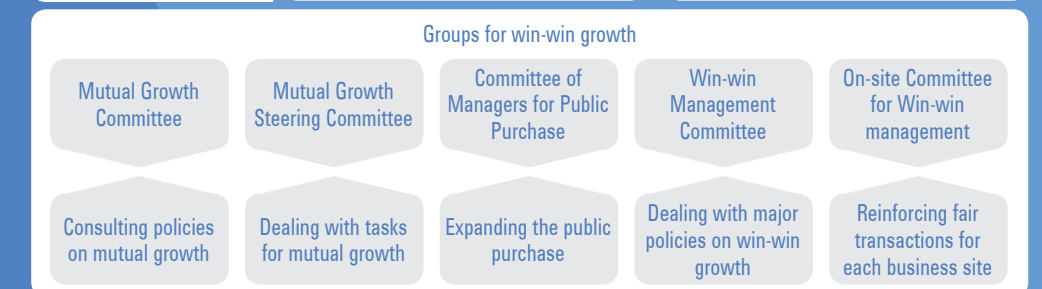 Groups for win-win growth
Mutual Growth
Committee
Mutual Growth
Steering Committee
Committee of
Managers for Public
Purchase
Win-win
Management
Committee
On-site Committee
for Win-win
management
Consulting policies
on mutual growth
Dealing with tasks
for mutual growth
Expanding the public
purchase
Dealing with major
policies on win-win
growth
Reinforcing fair
transactions for
each business site